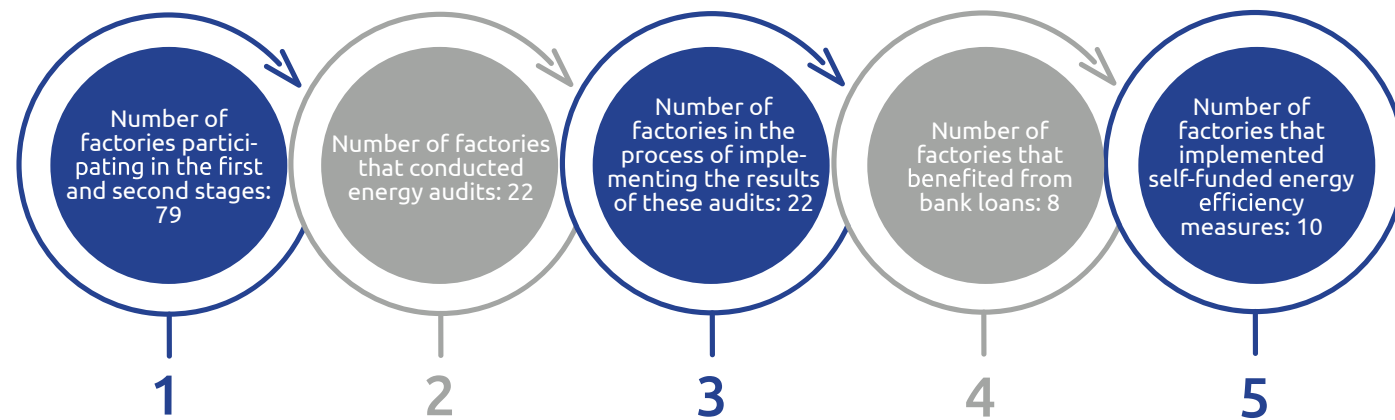 Number of
factories partici-
pating in the first
and second stages:
79
Number of factories
that conducted
energy audits: 22
Number of
factories in the
process of imple-
menting the results
of these audits: 22
Number of
factories that
benefited from
bank loans: 8
Number of
factories that
implemented
self-funded energy
efficiency
measures: 10
1
2
3
4
5